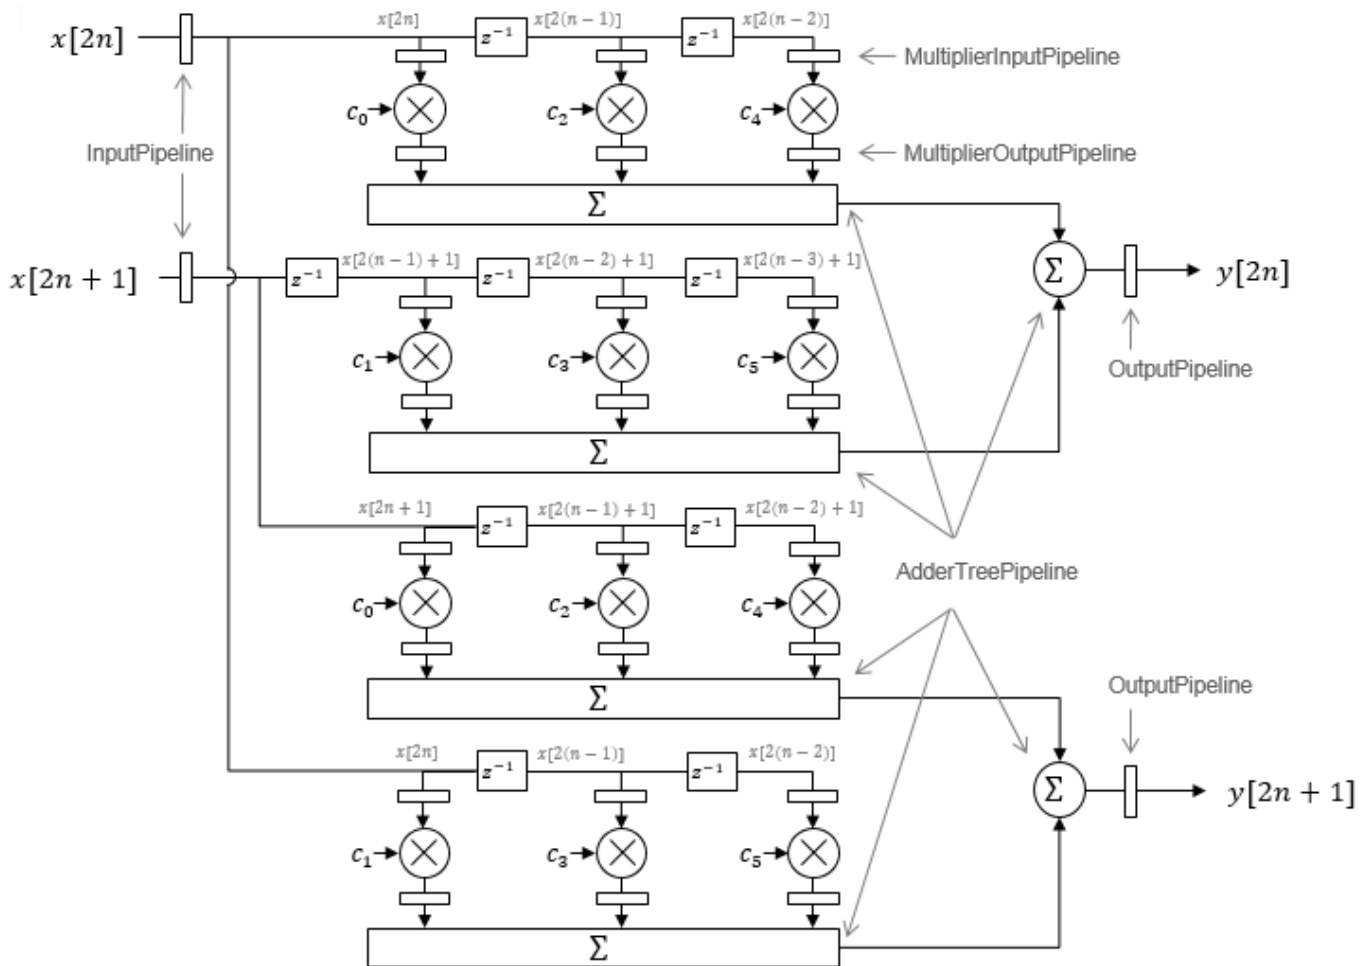 x[2n]
x[2n]
z⁻¹
x[2(n − 1)]
z⁻¹
x[2(n − 2)]
MultiplierInputPipeline
c₀
c₂
c₄
InputPipeline
MultiplierOutputPipeline
Σ
x[2n + 1]
z⁻¹
x[2(n − 1) + 1]
z⁻¹
x[2(n − 2) + 1]
z⁻¹
x[2(n − 3) + 1]
Σ
y[2n]
c₁
c₃
c₅
OutputPipeline
Σ
x[2n + 1]
z⁻¹
x[2(n − 1) + 1]
z⁻¹
x[2(n − 2) + 1]
AdderTreePipeline
c₀
c₂
c₄
Σ
OutputPipeline
x[2n]
z⁻¹
x[2(n − 1)]
z⁻¹
x[2(n − 2)]
Σ
y[2n + 1]
c₁
c₃
c₅
Σ